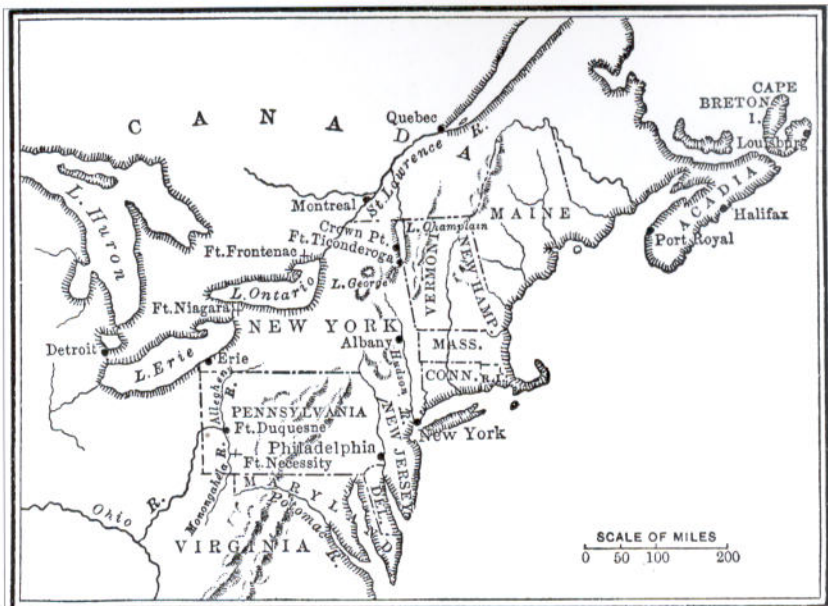 CANADA
Quebec
St. Lawrence R.
CAPE
BRETON
I.
Louisburg
ACADIA
Halifax
Port Royal
L. Huron
Montreal
MAINE
L. Champlain
Crown Pt.
Ft. Ticonderoga
Ft. Frontenac
L. George
VERMONT
NEW HAMP.
L. Ontario
Ft. Niagara
NEW YORK
Albany
Hudson R.
MASS.
CONN.
R.I.
Detroit
L. Erie
Erie
Allegheny R.
PENNSYLVANIA
Ft. Duquesne
New York
Philadelphia
NEW JERSEY
Ft. Necessity
Monongahela R.
MARYLAND
DEL.
Potomac R.
Ohio R.
VIRGINIA
SCALE OF MILES
0 50 100 200